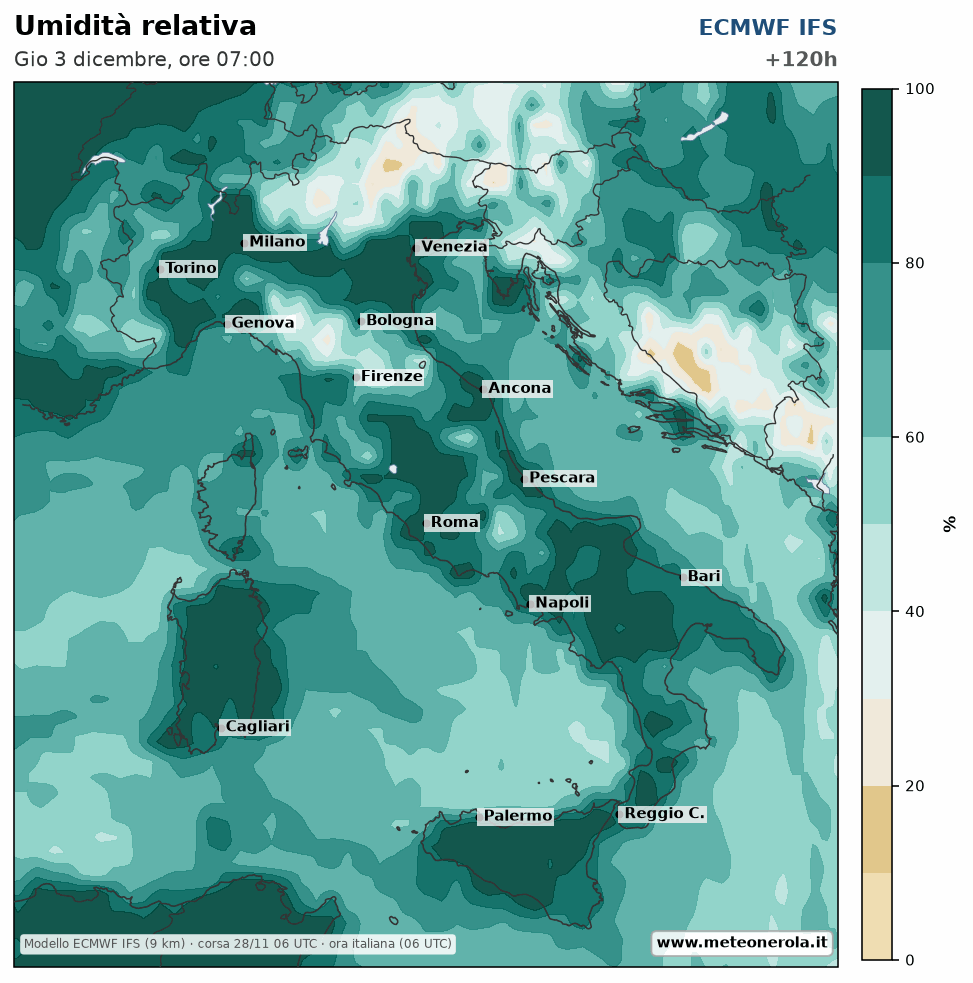 Umidità relativa
ECMWF IFS
Gio 3 dicembre, ore 07:00
+120h
100
80
60
40
20
0
%
Milano
Venezia
Torino
Genova
Bologna
Firenze
Ancona
Pescara
Roma
Bari
Napoli
Cagliari
Palermo
Reggio C.
Modello ECMWF IFS (9 km) · corsa 28/11 06 UTC · ora italiana (06 UTC)
www.meteonerola.it